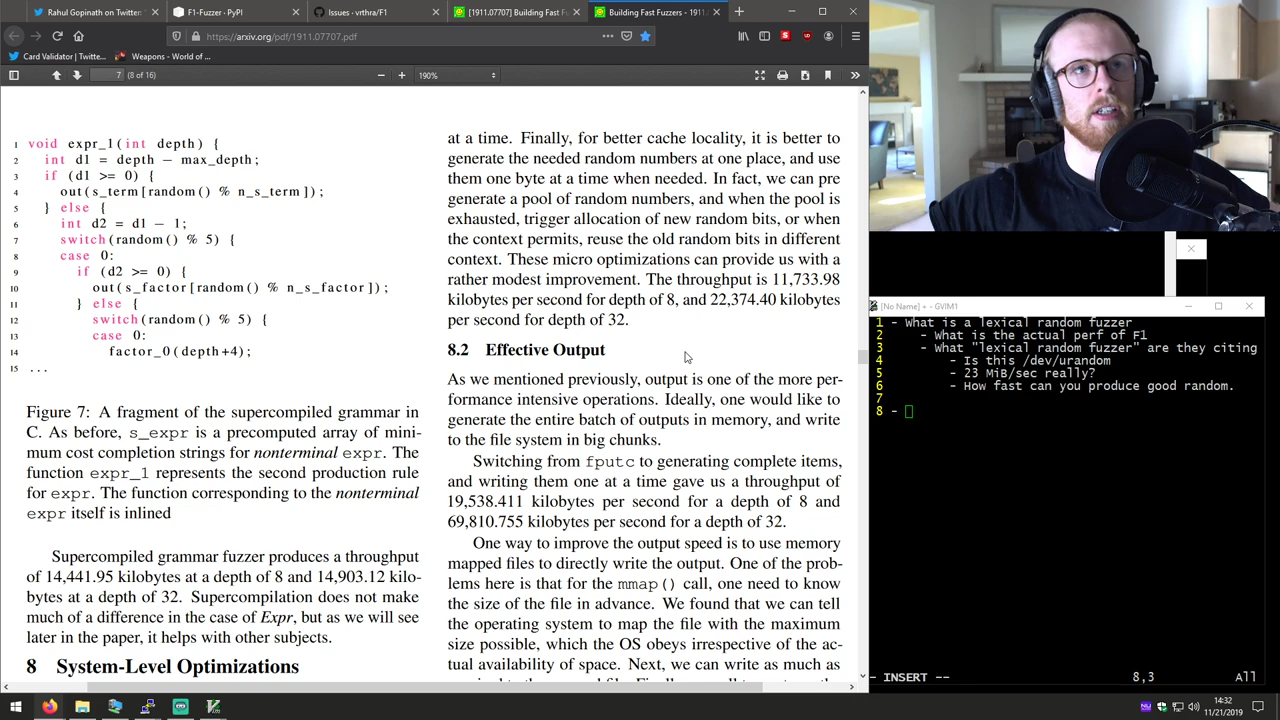 Rahul Gopinath on Twitter
F1-Fuzzer · PyPI
Issues · vrthra/F1
[1911.07707] Building Fast Fuz
Building Fast Fuzzers - 1911.
https://arxiv.org/pdf/1911.07707.pdf
Card Validator | Twitte...
Weapons - World of ...
7
(8 of 16)
190%
1 void expr_1(int depth) {
2 int d1 = depth − max_depth;
3 if (d1 >= 0) {
4 out(s_term[random() % n_s_term]);
5 } else {
6 int d2 = d1 − 1;
7 switch(random() % 5) {
8 case 0:
9 if (d2 >= 0) {
10 out(s_factor[random() % n_s_factor]);
11 } else {
12 switch(random() % 5) {
13 case 0:
14 factor_0(depth+4);
15 ...
Figure 7: A fragment of the supercompiled grammar in
C. As before, s_expr is a precomputed array of mini-
mum cost completion strings for nonterminal expr. The
function expr_1 represents the second production rule
for expr. The function corresponding to the nonterminal
expr itself is inlined
Supercompiled grammar fuzzer produces a throughput
of 14,441.95 kilobytes at a depth of 8 and 14,903.12 kilo-
bytes at a depth of 32. Supercompilation does not make
much of a difference in the case of Expr, but as we will see
later in the paper, it helps with other subjects.
8 System-Level Optimizations
at a time. Finally, for better cache locality, it is better to
generate the needed random numbers at one place, and use
them one byte at a time when needed. In fact, we can pre
generate a pool of random numbers, and when the pool is
exhausted, trigger allocation of new random bits, or when
the context permits, reuse the old random bits in different
context. These micro optimizations can provide us with a
rather modest improvement. The throughput is 11,733.98
kilobytes per second for depth of 8, and 22,374.40 kilobytes
per second for depth of 32.
8.2 Effective Output
As we mentioned previously, output is one of the more per-
formance intensive operations. Ideally, one would like to
generate the entire batch of outputs in memory, and write
to the file system in big chunks.
Switching from fputc to generating complete items,
and writing them one at a time gave us a throughput of
19,538.411 kilobytes per second for a depth of 8 and
69,810.755 kilobytes per second for a depth of 32.
One way to improve the output speed is to use memory
mapped files to directly write the output. One of the prob-
lems here is that for the mmap() call, one need to know
the size of the file in advance. We found that we can tell
the operating system to map the file with the maximum
size possible, which the OS obeys irrespective of the ac-
tual availability of space. Next, we can write as much as
[No Name] + - GVIM1
1 - What is a lexical random fuzzer
2 - What is the actual perf of F1
3 - What "lexical random fuzzer" are they citing
4 - Is this /dev/urandom
5 - 23 MiB/sec really?
6 - How fast can you produce good random.
7
8 -
- INSERT --
8,3
All
14:32
11/21/2019